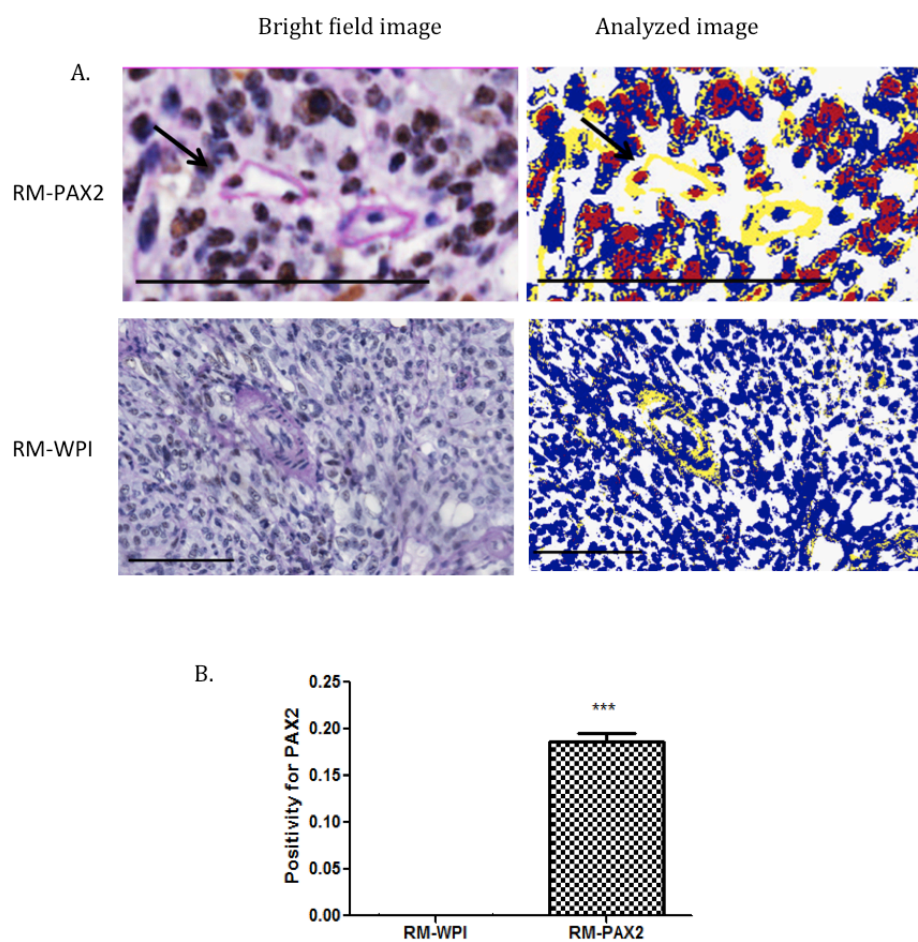 Bright field image Analyzed image
A.
RM-PAX2
RM-WPI
B.
Positivity for PAX2
0.25
0.20
0.15
0.10
0.05
0.00
***
RM-WPI RM-PAX2